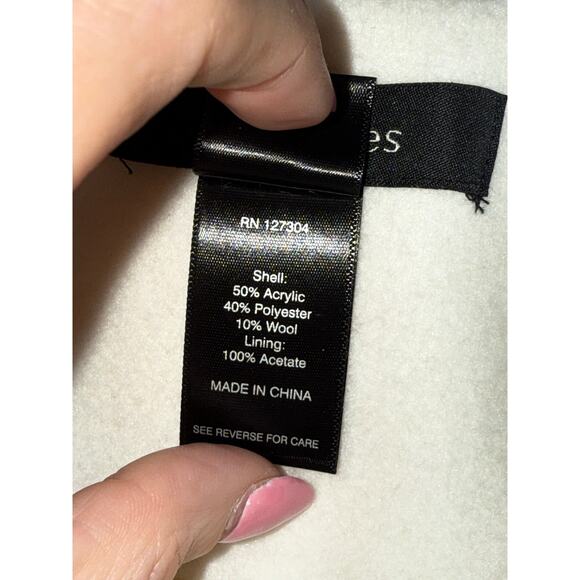 es
RN 127304
Shell:
50% Acrylic
40% Polyester
10% Wool
Lining:
100% Acetate
MADE IN CHINA
SEE REVERSE FOR CARE